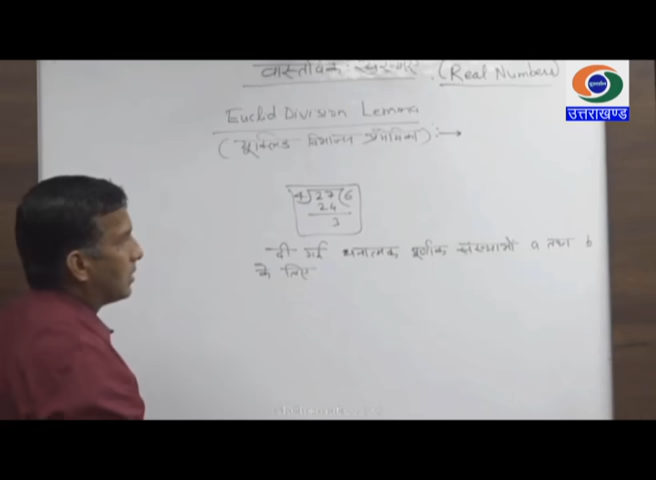 वास्तविक संख्याएं (Real Numbers)
उत्तराखण्ड
Euclid Division Lemma
(यूक्लिड विभाजन प्रमेयिका) :→
4)27(6
24
3
दी गई धनात्मक पूर्णांक संख्याओं a तथा b
के लिए